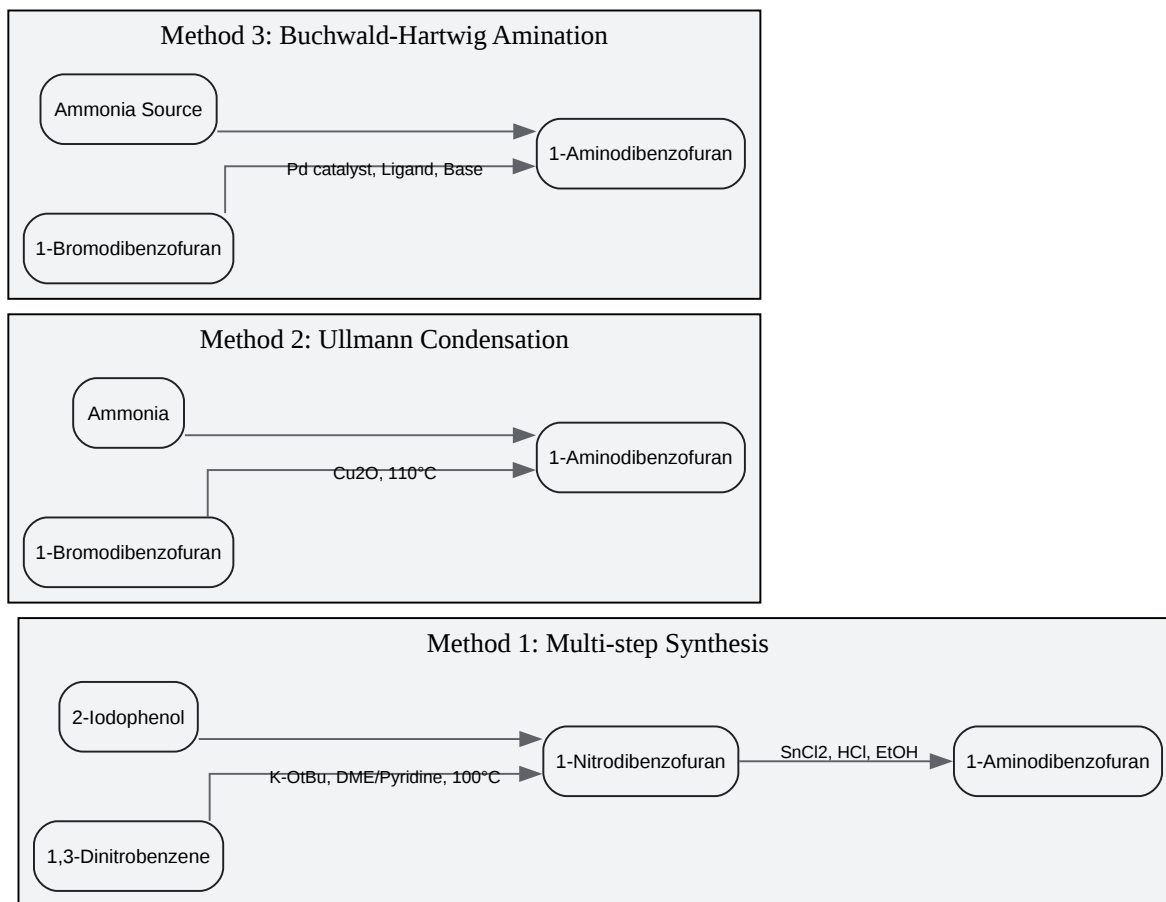 Method 3: Buchwald-Hartwig Amination
Ammonia Source
1-Aminodibenzofuran
Pd catalyst, Ligand, Base
1-Bromodibenzofuran
Method 2: Ullmann Condensation
Ammonia
1-Aminodibenzofuran
Cu2O, 110°C
1-Bromodibenzofuran
Method 1: Multi-step Synthesis
2-Iodophenol
1-Nitrodibenzofuran
SnCl2, HCl, EtOH
1-Aminodibenzofuran
K-OtBu, DME/Pyridine, 100°C
1,3-Dinitrobenzene